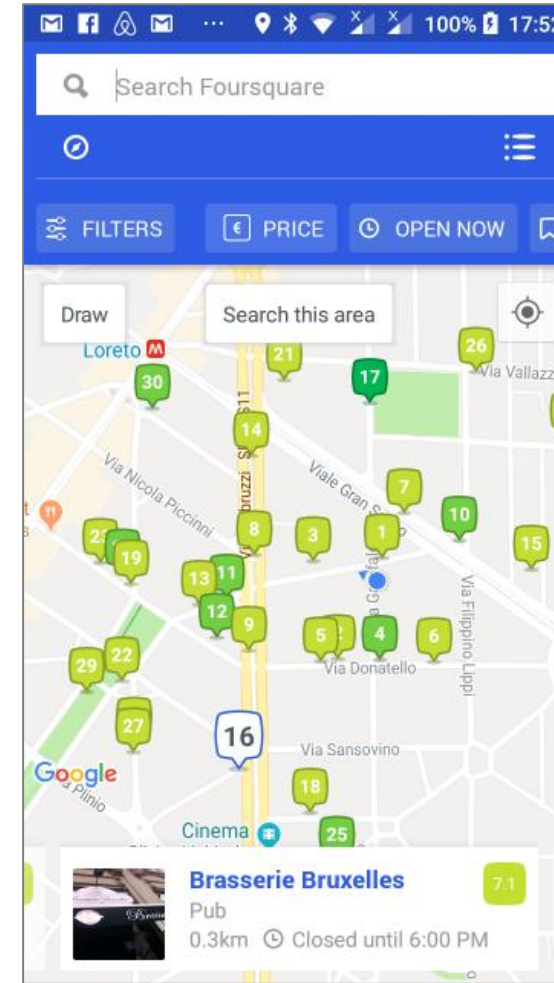 100% 17:52
Search Foursquare
FILTERS € PRICE OPEN NOW
Draw Search this area
Loreto M
21
26
Via Vallazz
30
17
S11
14
Via Nicola Piccinni
Viale Gran
7
10
8
3
1
15
23
19
11
13
12
9
5
4
6
Via Filippino Lippi
Via Donatello
22
29
27
16
Via Sansovino
Google
Plinio
18
Cinema
25
Brasserie Bruxelles 7.1
Pub
0.3km Closed until 6:00 PM